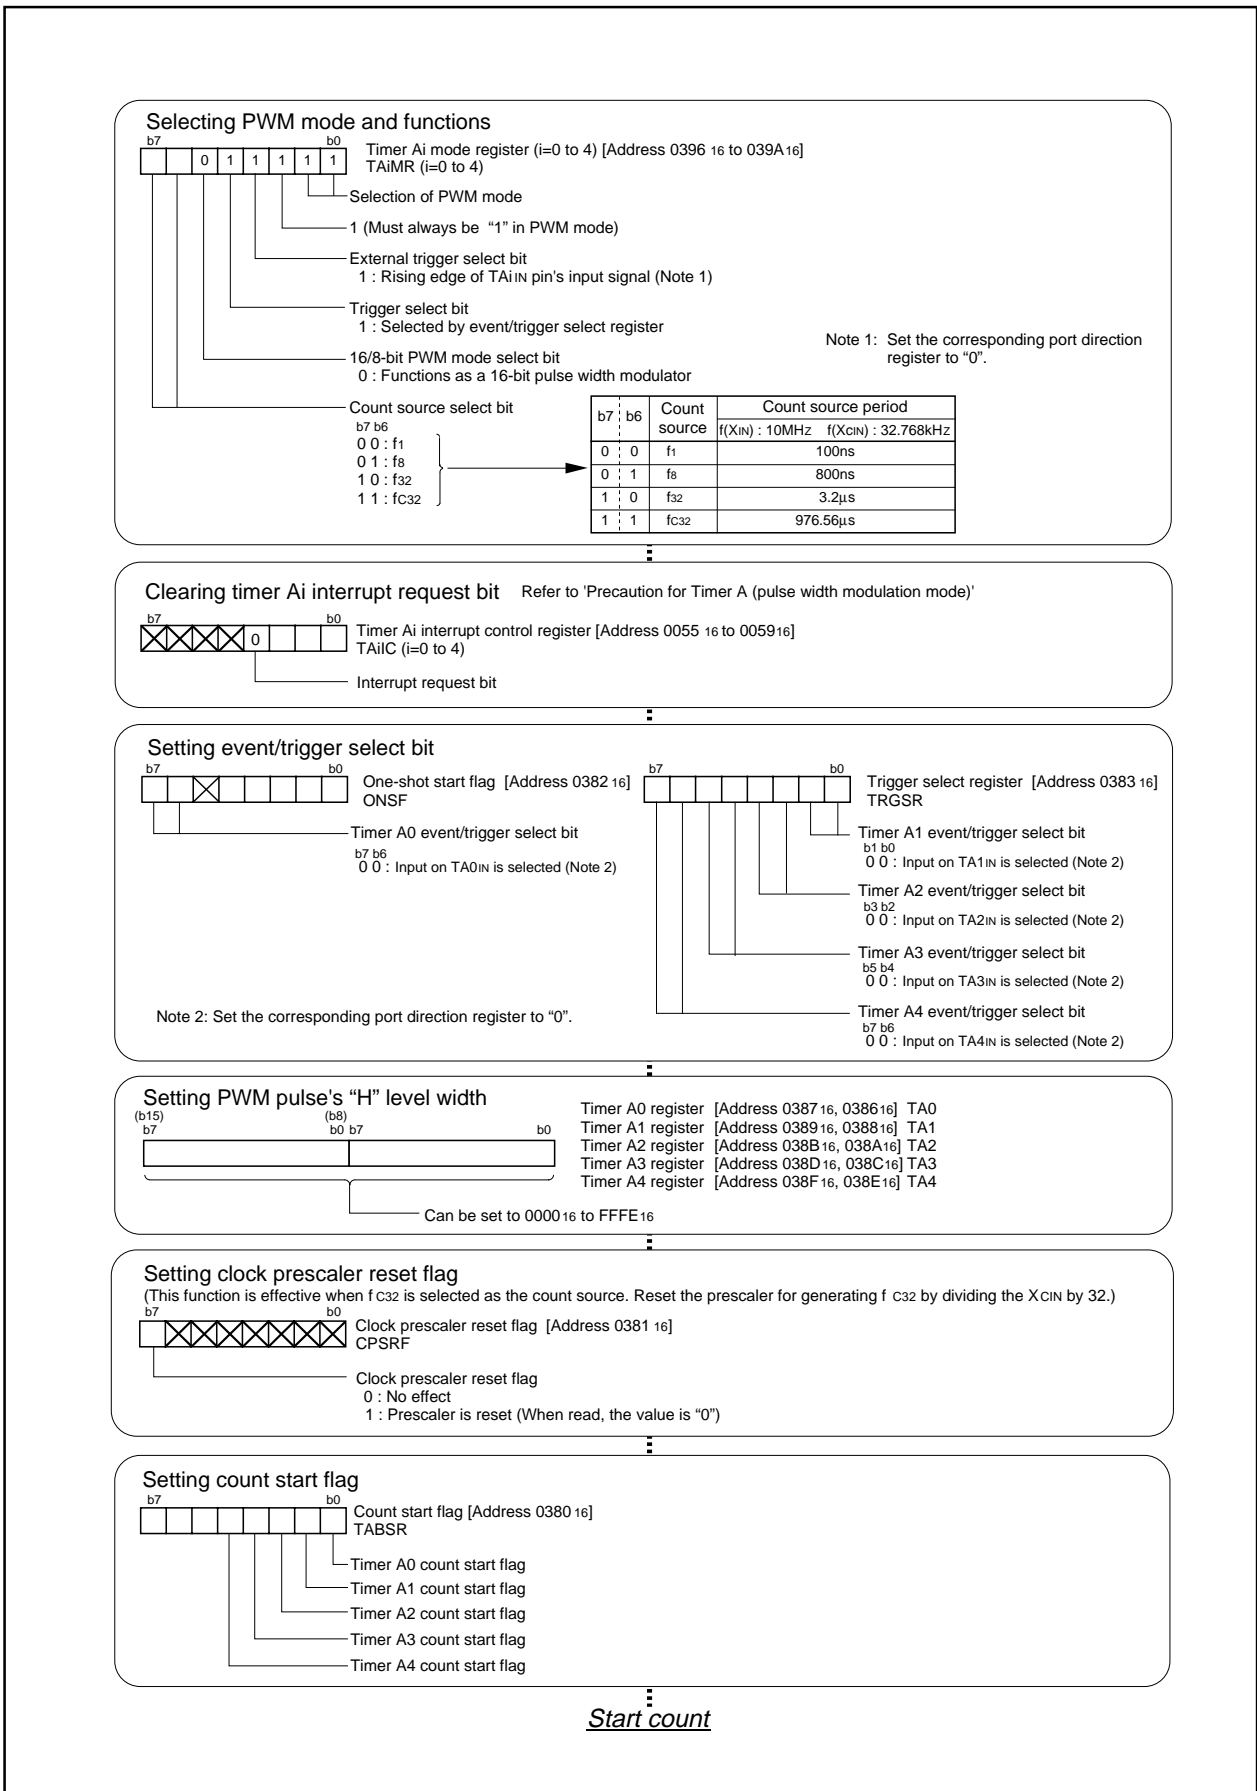 Selecting PWM mode and functions
b7 b0
0 1 1 1 1 1
Timer Ai mode register (i=0 to 4) [Address 0396 16 to 039A16]
TAiMR (i=0 to 4)
Selection of PWM mode
1 (Must always be “1” in PWM mode)
External trigger select bit
1 : Rising edge of TAiIN pin's input signal (Note 1)
Trigger select bit
1 : Selected by event/trigger select register
Note 1: Set the corresponding port direction
register to “0”.
16/8-bit PWM mode select bit
0 : Functions as a 16-bit pulse width modulator
Count source select bit
b7 b6
0 0 : f1
0 1 : f8
1 0 : f32
1 1 : fC32
b7 b6 Count source Count source period
f(XIN) : 10MHz f(XCIN) : 32.768kHz
0 0 f1 100ns
0 1 f8 800ns
1 0 f32 3.2µs
1 1 fC32 976.56µs
Clearing timer Ai interrupt request bit Refer to 'Precaution for Timer A (pulse width modulation mode)'
b7 b0
0
Timer Ai interrupt control register [Address 0055 16 to 005916]
TAiIC (i=0 to 4)
Interrupt request bit
Setting event/trigger select bit
b7 b0
One-shot start flag [Address 0382 16]
ONSF
Timer A0 event/trigger select bit
b7 b6
0 0 : Input on TA0IN is selected (Note 2)
Note 2: Set the corresponding port direction register to “0”.
b7 b0
Trigger select register [Address 0383 16]
TRGSR
Timer A1 event/trigger select bit
b1 b0
0 0 : Input on TA1IN is selected (Note 2)
Timer A2 event/trigger select bit
b3 b2
0 0 : Input on TA2IN is selected (Note 2)
Timer A3 event/trigger select bit
b5 b4
0 0 : Input on TA3IN is selected (Note 2)
Timer A4 event/trigger select bit
b7 b6
0 0 : Input on TA4IN is selected (Note 2)
Setting PWM pulse's “H” level width
(b15) (b8)
b7 b0 b7 b0
Timer A0 register [Address 038716, 038616] TA0
Timer A1 register [Address 038916, 038816] TA1
Timer A2 register [Address 038B16, 038A16] TA2
Timer A3 register [Address 038D16, 038C16] TA3
Timer A4 register [Address 038F16, 038E16] TA4
Can be set to 000016 to FFFE16
Setting clock prescaler reset flag
(This function is effective when f C32 is selected as the count source. Reset the prescaler for generating f C32 by dividing the XCIN by 32.)
b7 b0
Clock prescaler reset flag [Address 0381 16]
CPSRF
Clock prescaler reset flag
0 : No effect
1 : Prescaler is reset (When read, the value is “0”)
Setting count start flag
b7 b0
Count start flag [Address 0380 16]
TABSR
Timer A0 count start flag
Timer A1 count start flag
Timer A2 count start flag
Timer A3 count start flag
Timer A4 count start flag
Start count